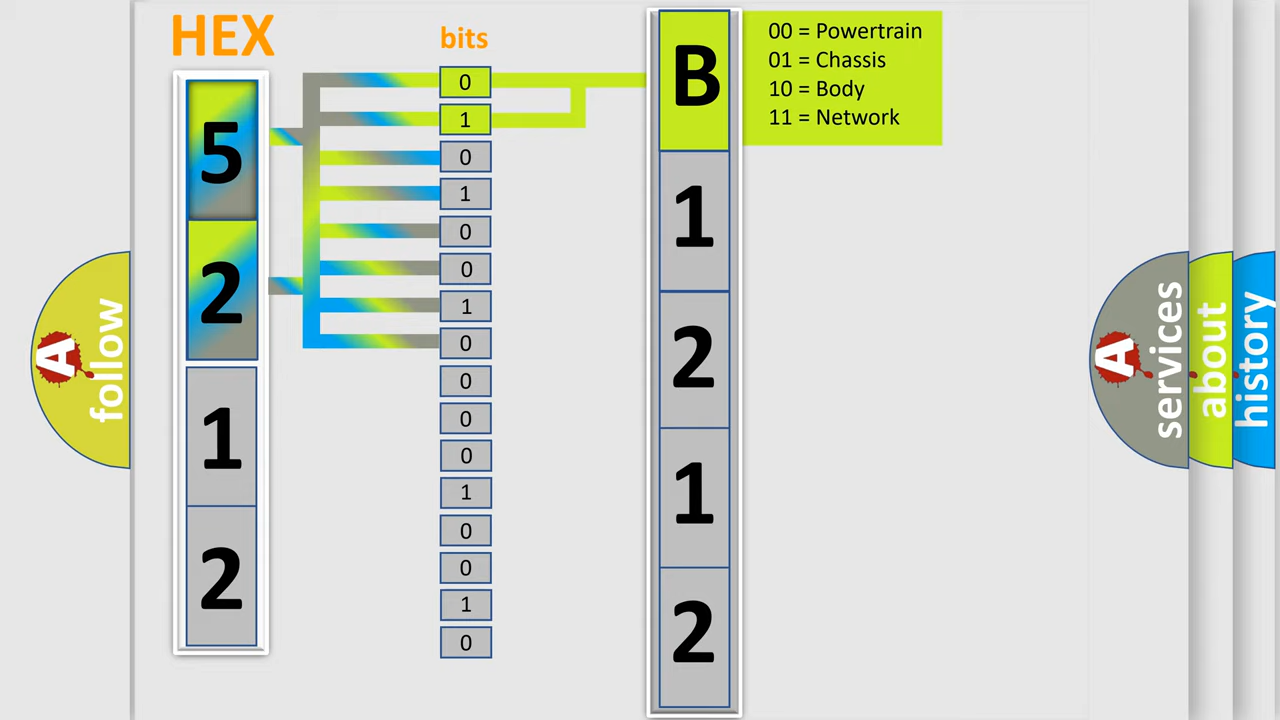 HEX
bits
5
2
1
2
0
1
0
1
0
0
1
0
0
0
0
1
0
0
1
0
B
1
2
1
2
00 = Powertrain
01 = Chassis
10 = Body
11 = Network
A
follow
A
services
about
history